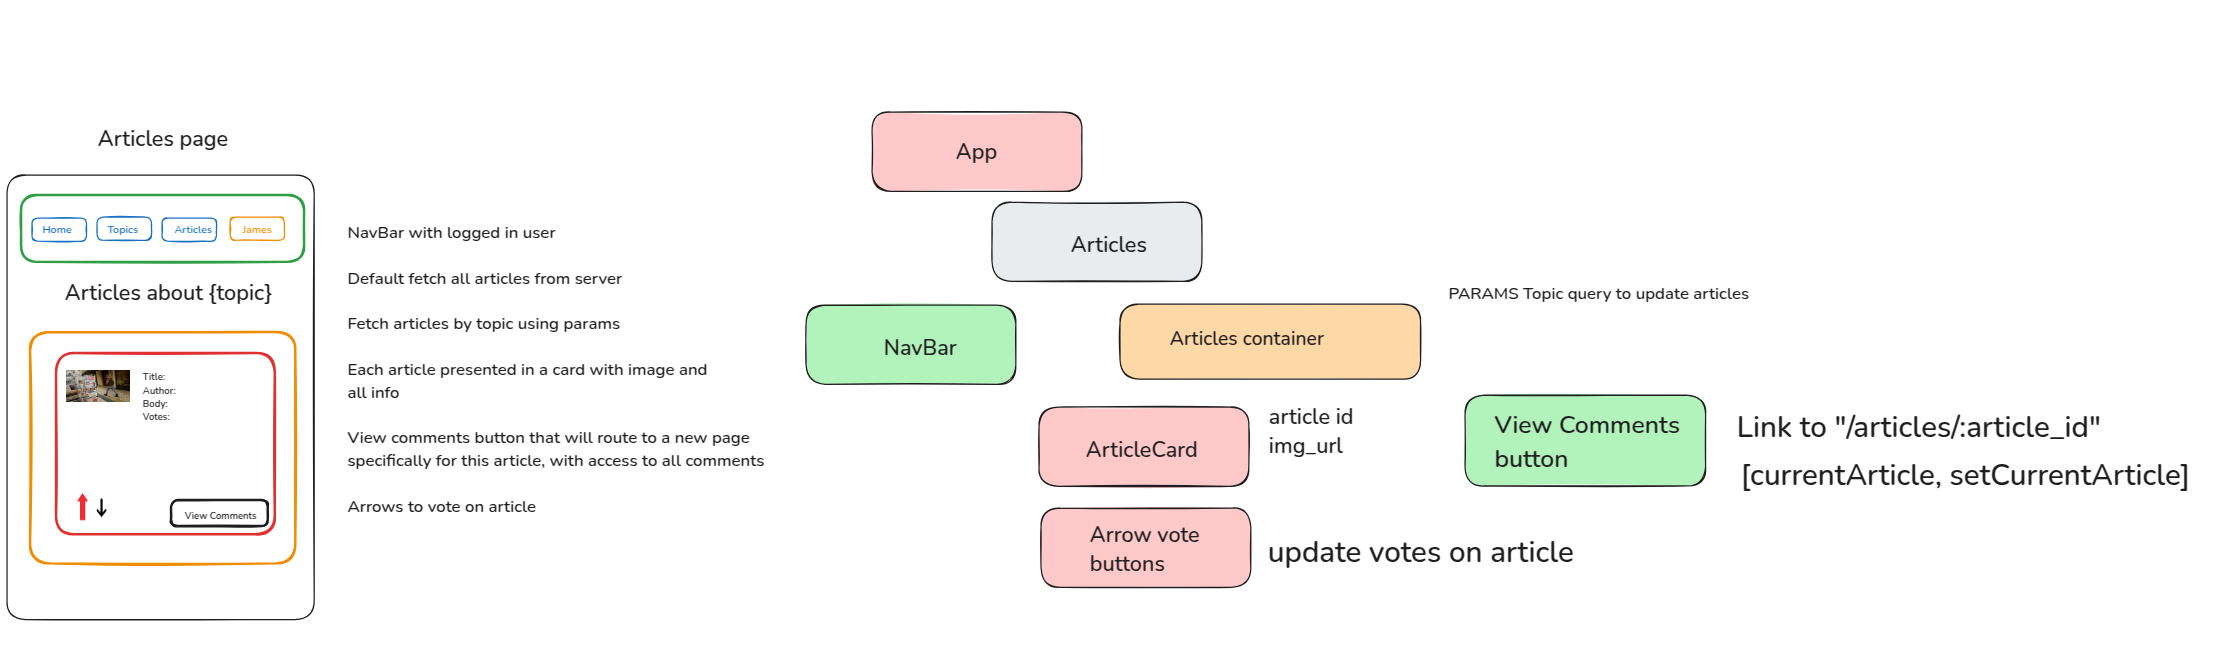 Articles page
Home
Topics
Articles
James
Articles about {topic}
Title:
Author:
Body:
Votes:
View Comments
NavBar with logged in user
Default fetch all articles from server
Fetch articles by topic using params
Each article presented in a card with image and
all info
View comments button that will route to a new page
specifically for this article, with access to all comments
Arrows to vote on article
App
Articles
NavBar
Articles container
PARAMS Topic query to update articles
ArticleCard
article id
img_url
View Comments
button
Link to "/articles/:article_id"
[currentArticle, setCurrentArticle]
Arrow vote
buttons
update votes on article